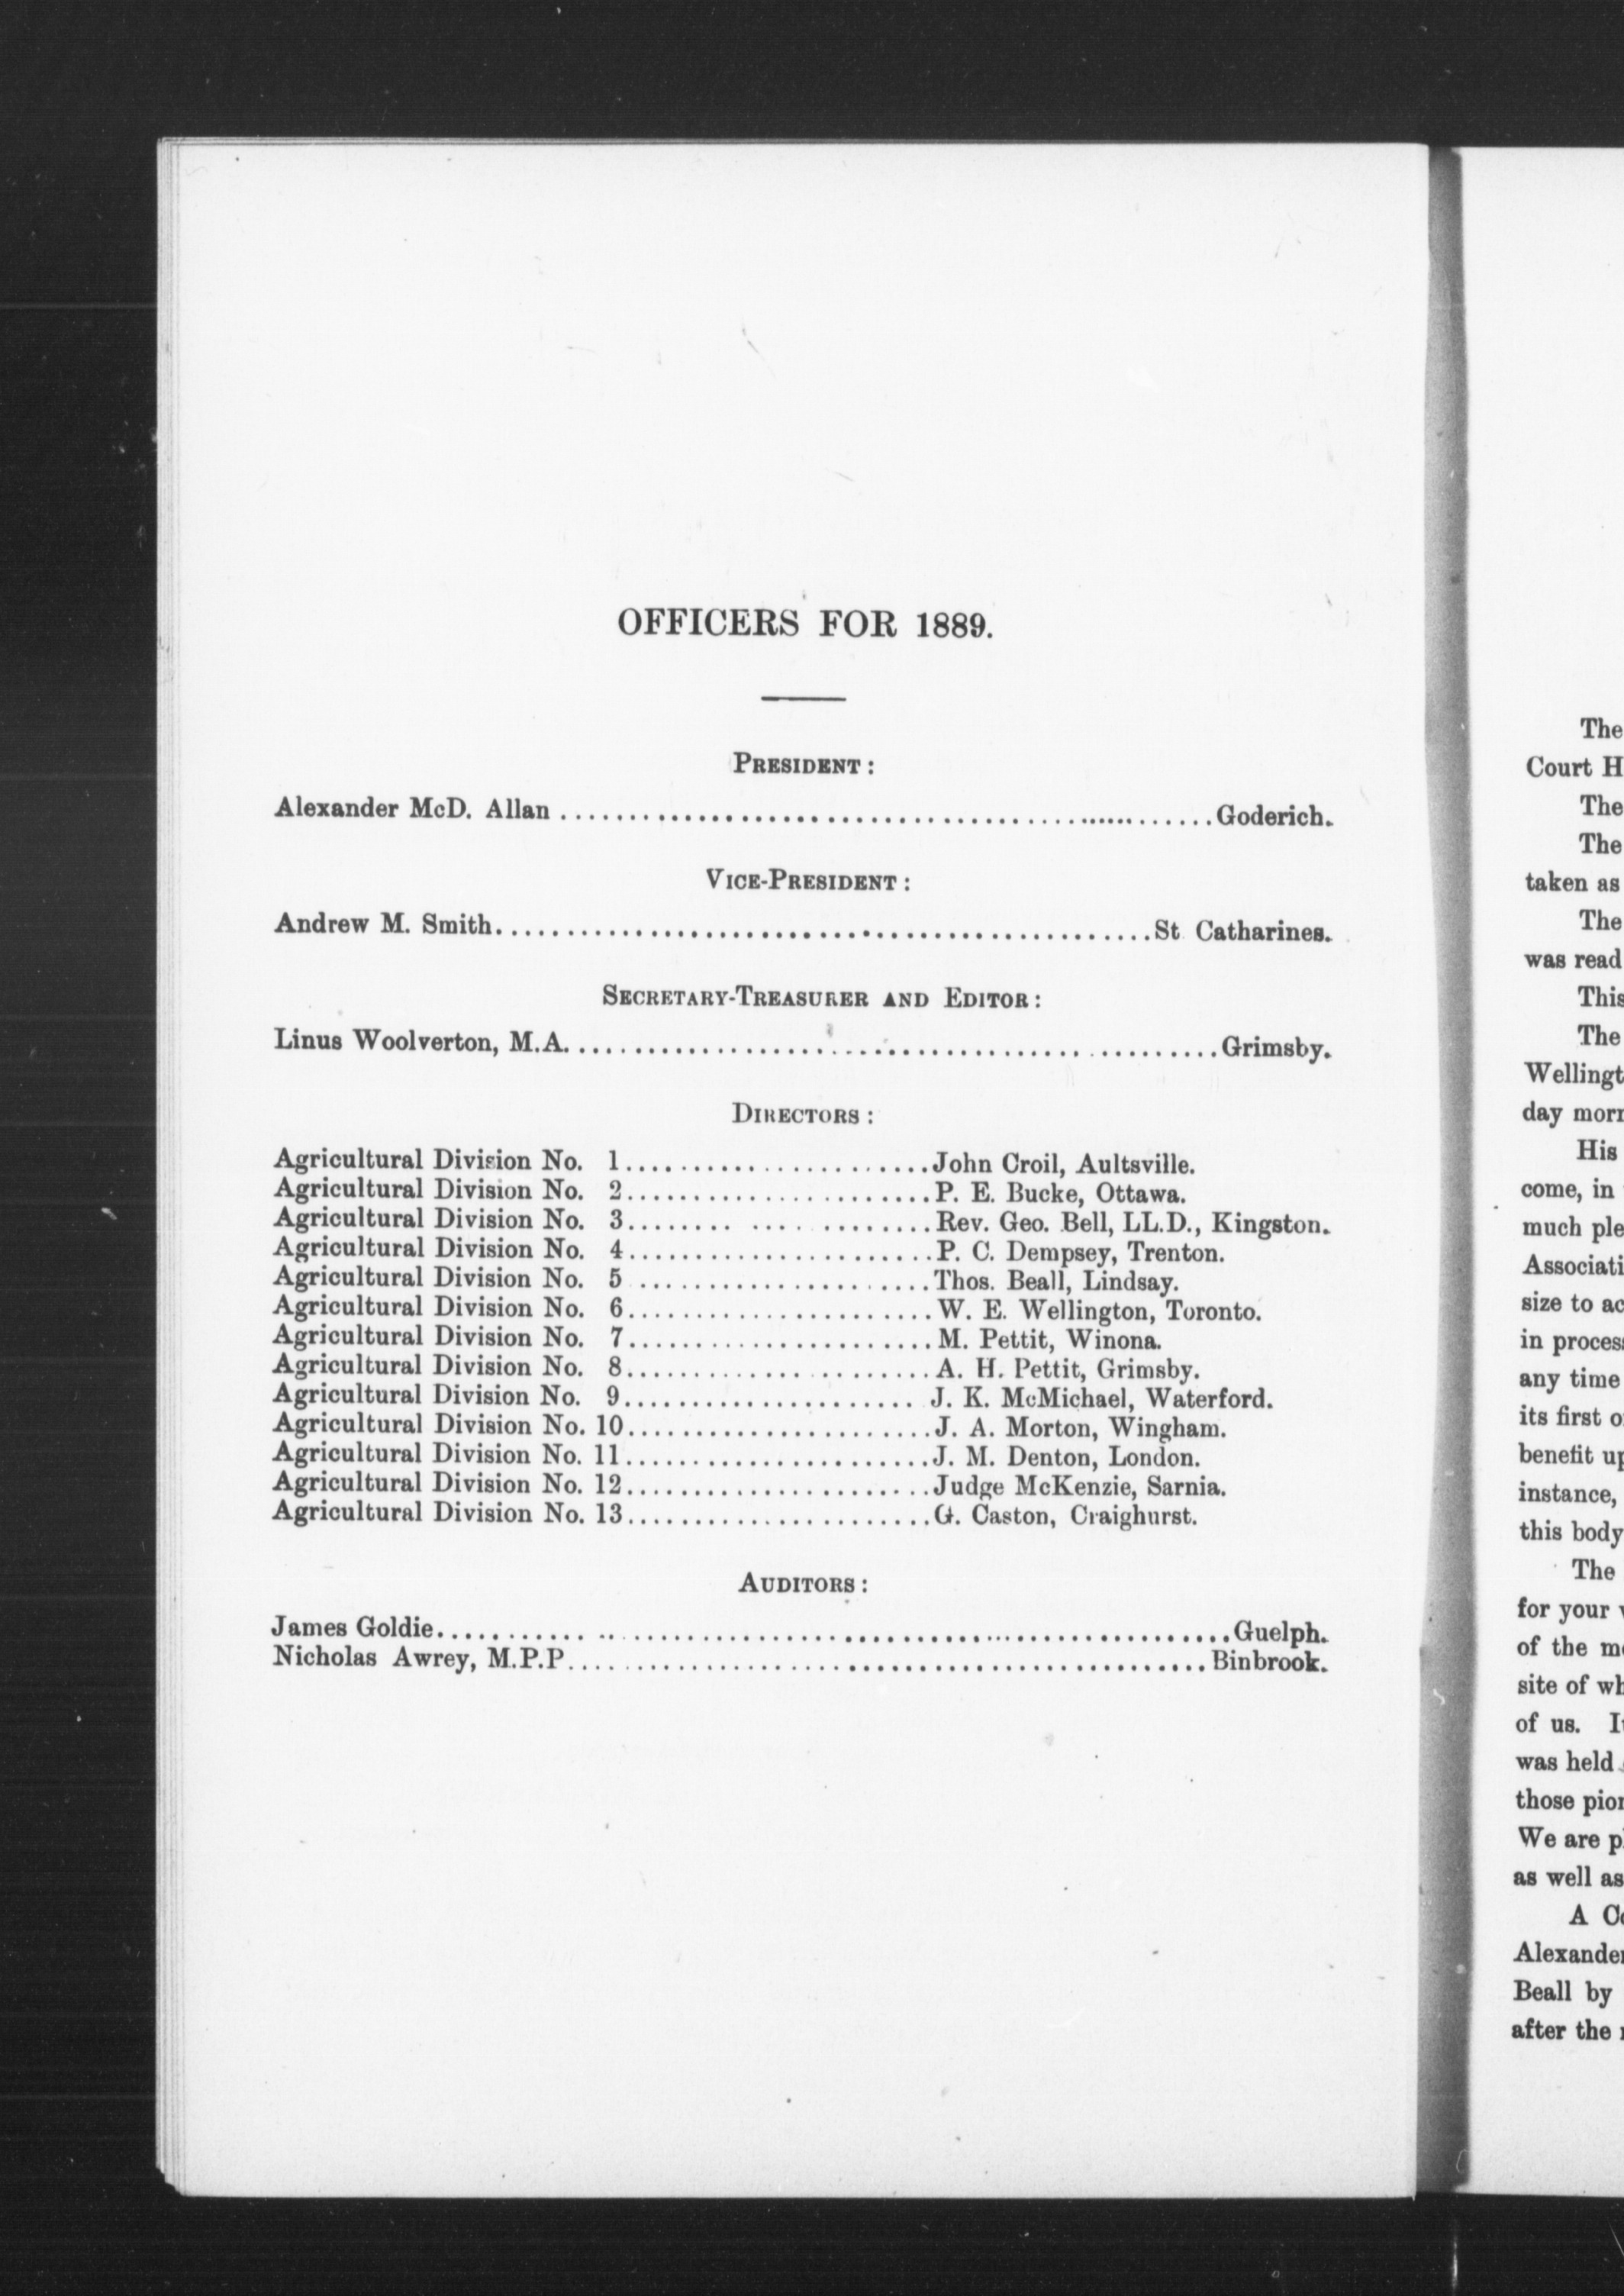 OFFICERS FOR 1889.
PRESIDENT:
Alexander McD. Allan ........................................ Goderich.
VICE-PRESIDENT:
Andrew M. Smith ........................................ St Catharines.
SECRETARY-TREASURER AND EDITOR:
Linus Woolverton, M.A. ........................................ Grimsby.
DIRECTORS:
Agricultural Division No. 1 ...................... John Croil, Aultsville.
Agricultural Division No. 2 ...................... P. E. Bucke, Ottawa.
Agricultural Division No. 3 ...................... Rev. Geo. Bell, LL.D., Kingston.
Agricultural Division No. 4 ...................... P. C. Dempsey, Trenton.
Agricultural Division No. 5 ...................... Thos. Beall, Lindsay.
Agricultural Division No. 6 ...................... W. E. Wellington, Toronto.
Agricultural Division No. 7 ...................... M. Pettit, Winona.
Agricultural Division No. 8 ...................... A. H. Pettit, Grimsby.
Agricultural Division No. 9 ...................... J. K. McMichael, Waterford.
Agricultural Division No. 10 ...................... J. A. Morton, Wingham.
Agricultural Division No. 11 ...................... J. M. Denton, London.
Agricultural Division No. 12 ...................... Judge McKenzie, Sarnia.
Agricultural Division No. 13 ...................... G. Caston, Craighurst.
AUDITORS:
James Goldie ........................................ Guelph.
Nicholas Awrey, M.P.P. ........................................ Binbrook.
The
Court
The
The
taken as
The
was read
This
The
day
His
come, in
much
size to
in
any time
its first
benefit
instance,
this body
The
for your
of the
site of
of us.
was held
those
We are
as well as
A
Beall by
after the